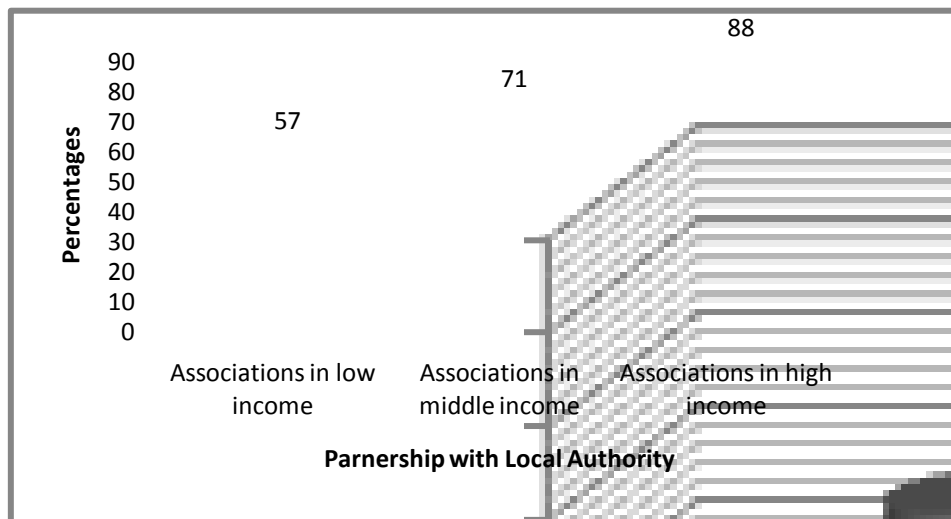 88
90
80
70
60
50
40
30
20
10
0
71
57
Percentages
Associations in low
income
Associations in
middle income
Associations in high
income
Parnership with Local Authority